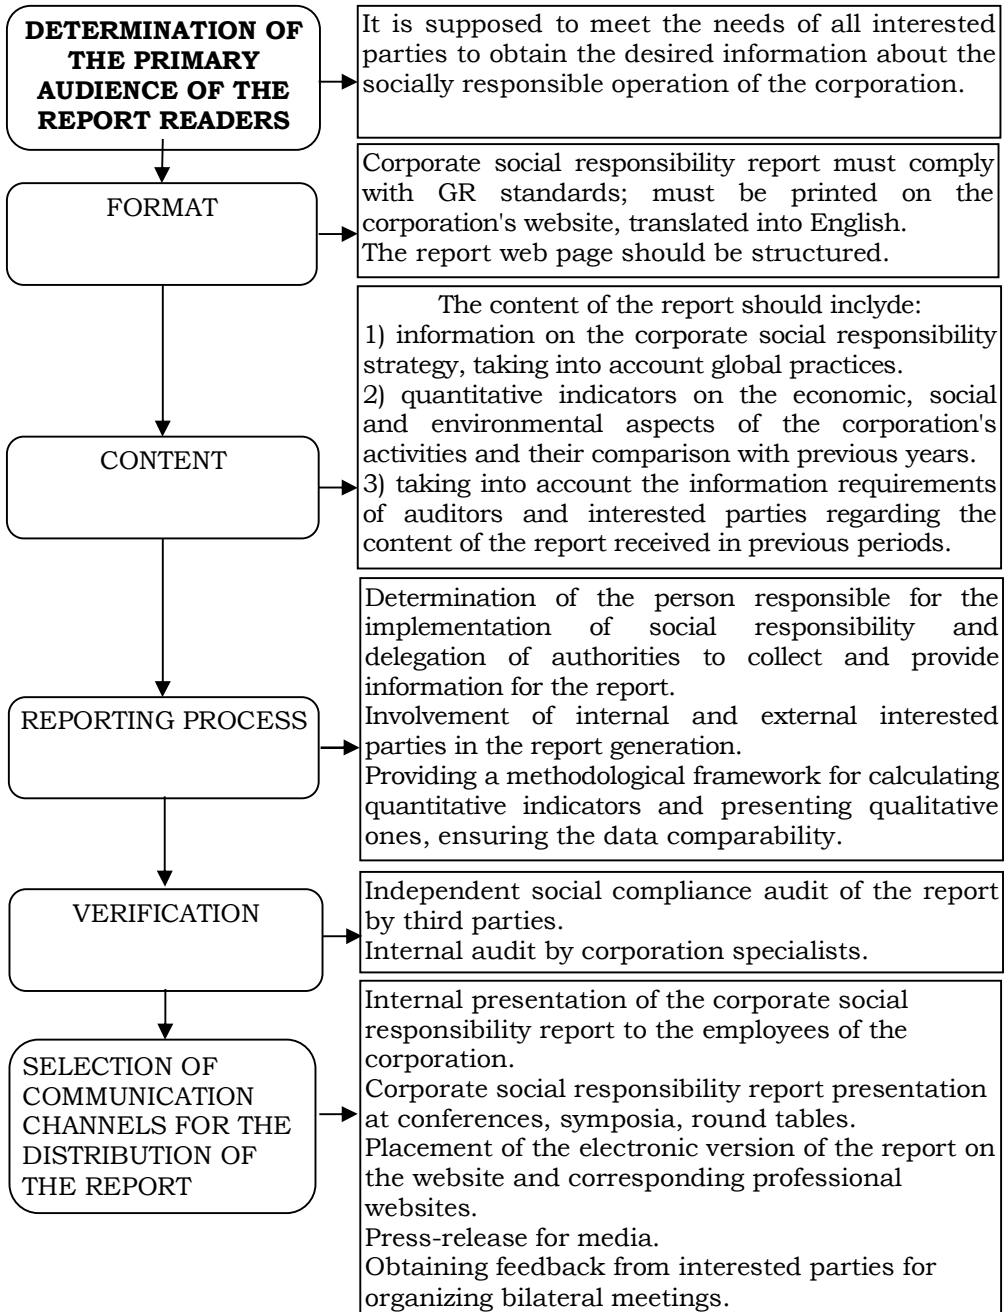 DETERMINATION OF
THE PRIMARY
AUDIENCE OF THE
REPORT READERS
It is supposed to meet the needs of all interested
parties to obtain the desired information about the
socially responsible operation of the corporation.
FORMAT
Corporate social responsibility report must comply
with GR standards; must be printed on the
corporation's website, translated into English.
The report web page should be structured.
CONTENT
The content of the report should inclyde:
1) information on the corporate social responsibility
strategy, taking into account global practices.
2) quantitative indicators on the economic, social
and environmental aspects of the corporation's
activities and their comparison with previous years.
3) taking into account the information requirements
of auditors and interested parties regarding the
content of the report received in previous periods.
REPORTING PROCESS
Determination of the person responsible for the
implementation of social responsibility and
delegation of authorities to collect and provide
information for the report.
Involvement of internal and external interested
parties in the report generation.
Providing a methodological framework for calculating
quantitative indicators and presenting qualitative
ones, ensuring the data comparability.
VERIFICATION
Independent social compliance audit of the report
by third parties.
Internal audit by corporation specialists.
SELECTION OF
COMMUNICATION
CHANNELS FOR THE
DISTRIBUTION OF
THE REPORT
Internal presentation of the corporate social
responsibility report to the employees of the
corporation.
Corporate social responsibility report presentation
at conferences, symposia, round tables.
Placement of the electronic version of the report on
the website and corresponding professional
websites.
Press-release for media.
Obtaining feedback from interested parties for
organizing bilateral meetings.